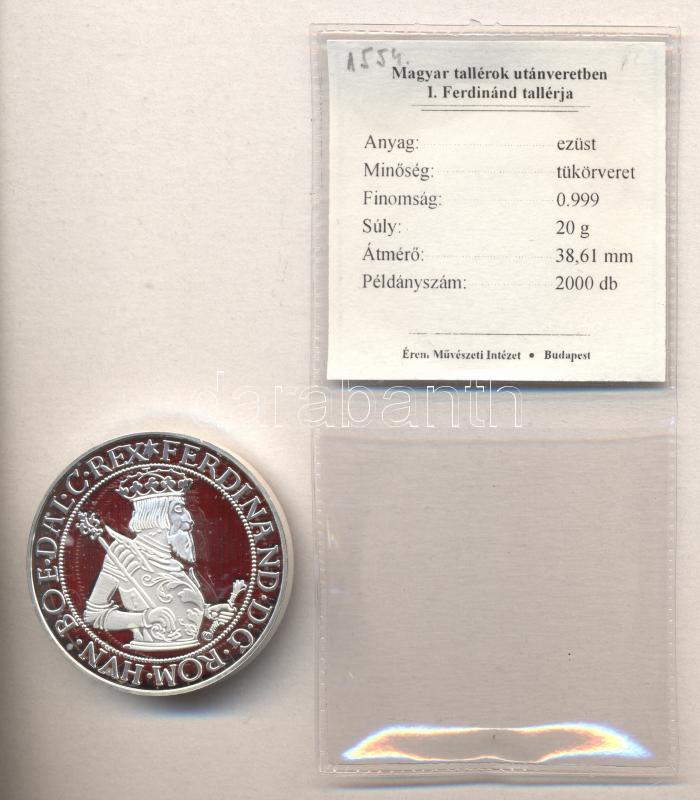 1554.
Magyar tallérok utánveretben
I. Ferdinánd tallérja
Anyag: ezüst
Minőség: tükörveret
Finomság: 0.999
Súly: 20 g
Átmérő: 38,61 mm
Példányszám: 2000 db
Érem. Művészeti Intézet • Budapest
darabanth
FERDINAND·D·G·ROM·HVN·BOE·DAL·C·REX